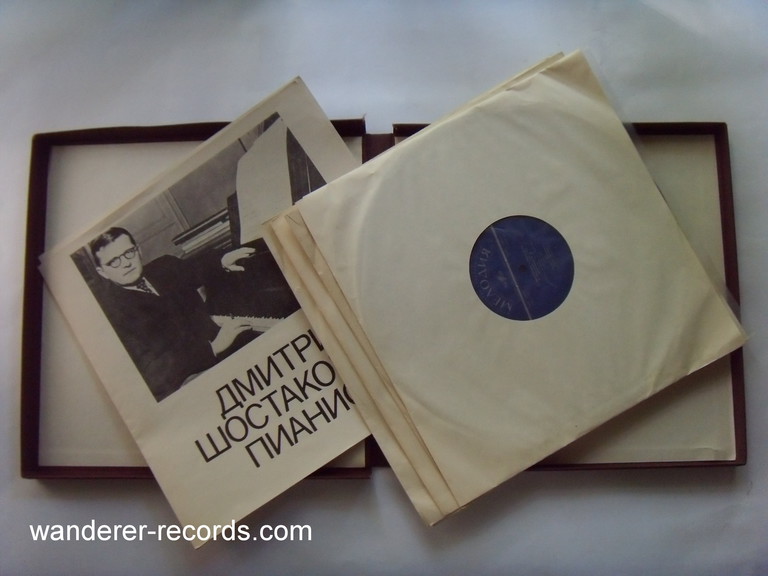 ДМИТРИ
ШОСТАКО
ПИАНИС
МЕЛОДИЯ
wanderer-records.com